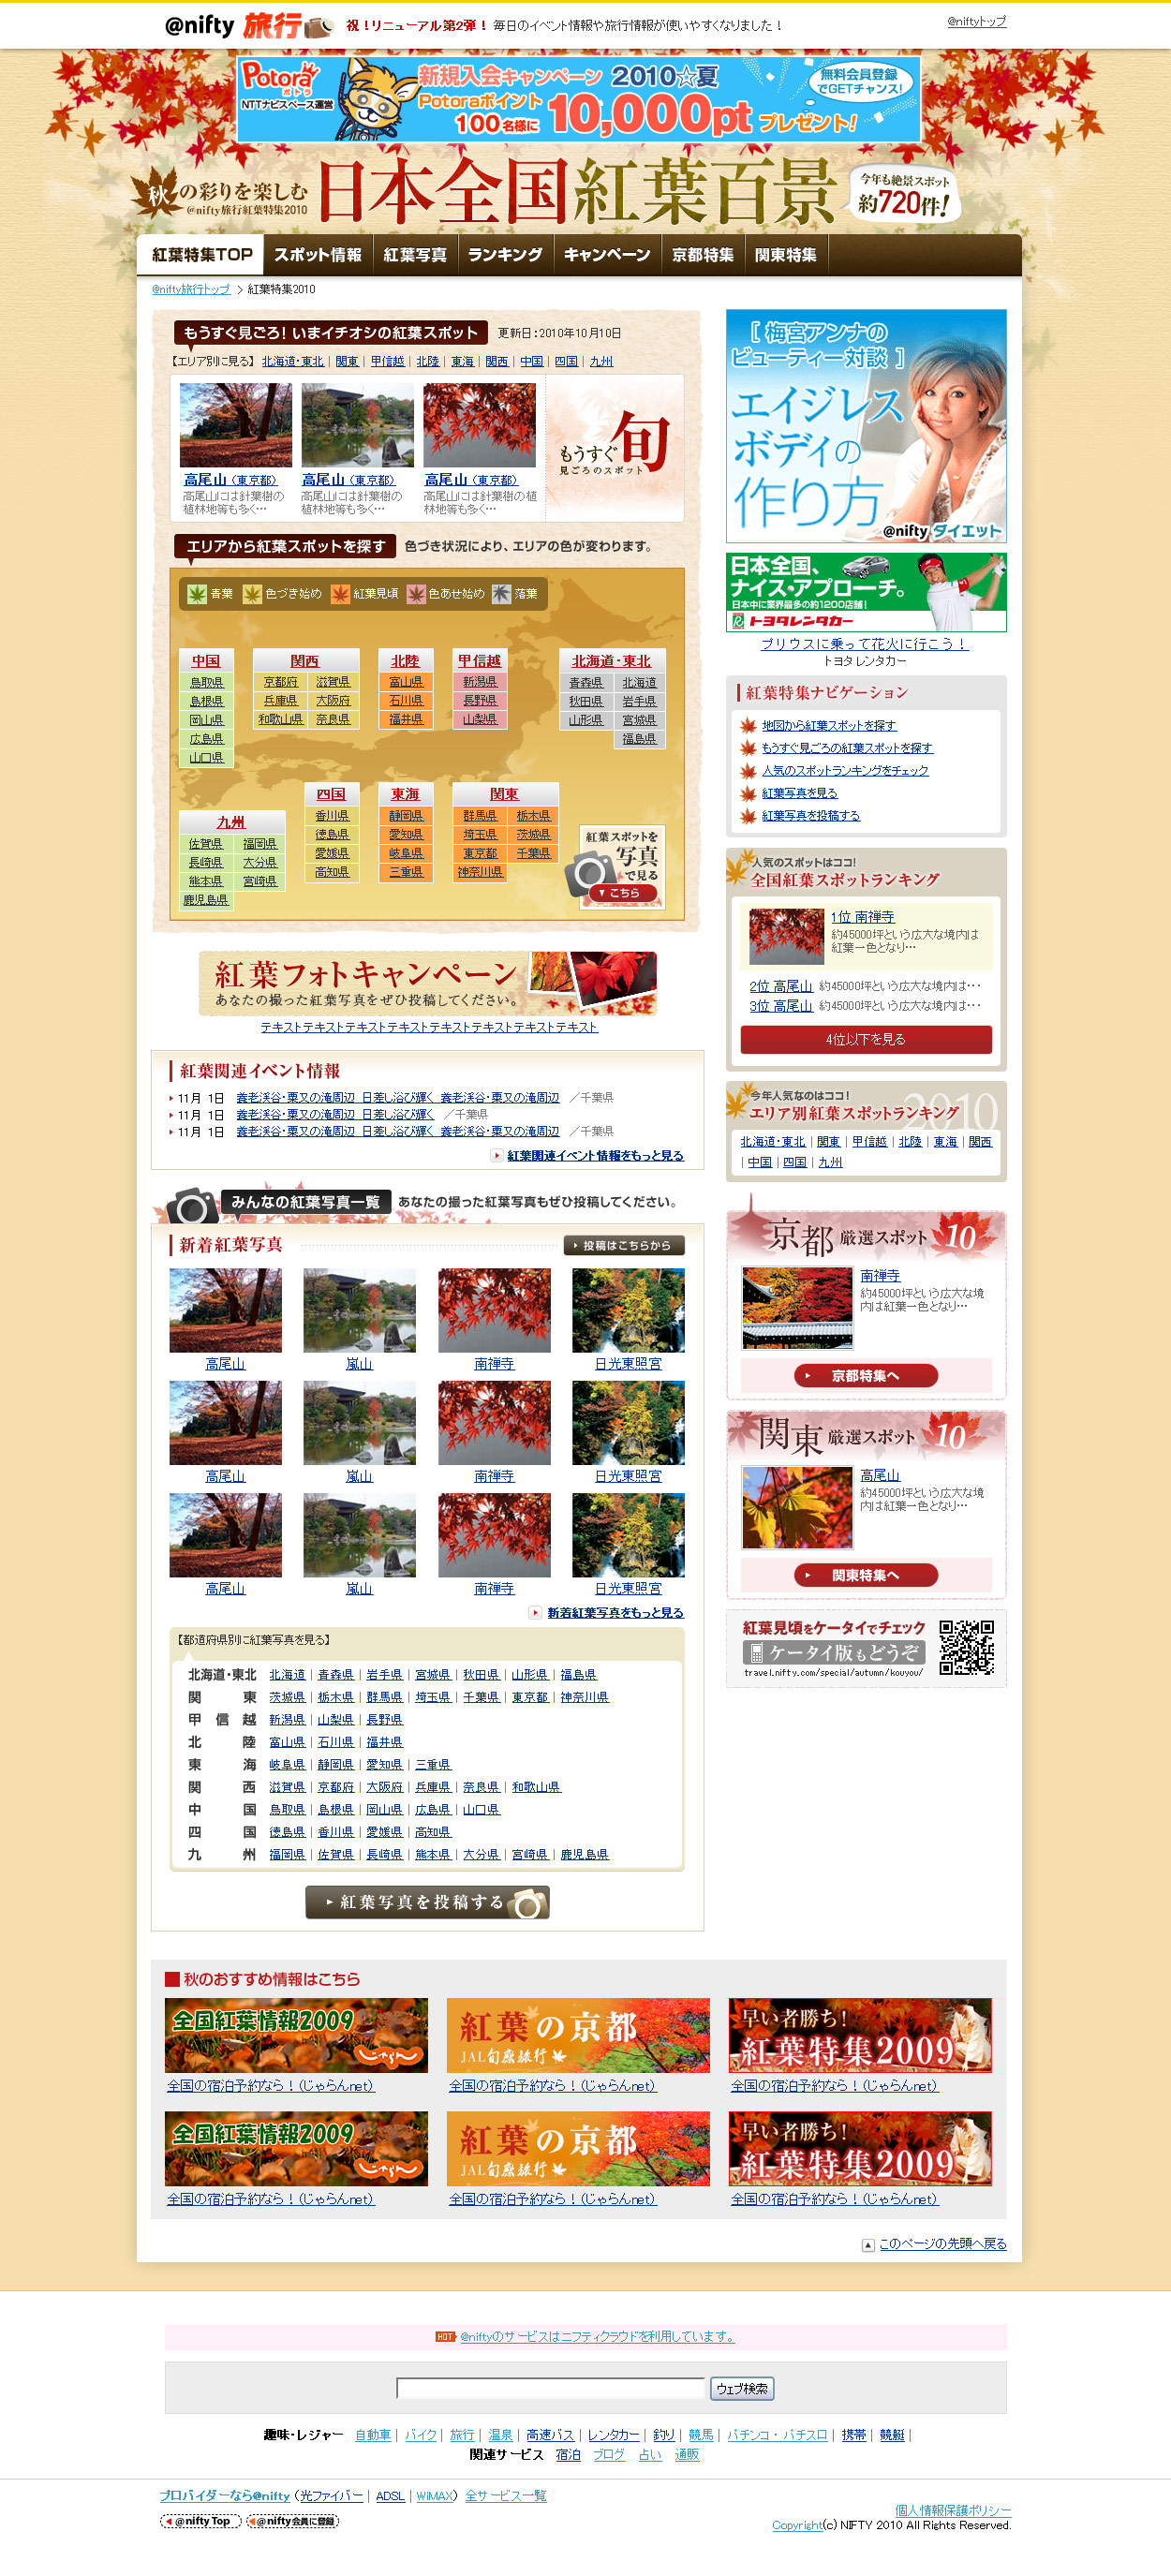 @nifty 旅行 祝！リニューアル第2弾！ 毎日のイベント情報や旅行情報が使いやすくなりました！ @niftyトップ
Potora ポトラ NTTナビスペース運営
新規入会キャンペーン 2010☆夏
Potoraポイント 100名様に 10,000pt プレゼント!
無料会員登録でGETチャンス!
秋の彩りを楽しむ
@nifty旅行紅葉特集2010
日本全国紅葉百景
今年も絶景スポット
約720件!
紅葉特集TOP スポット情報 紅葉写真 ランキング キャンペーン 京都特集 関東特集
@nifty旅行トップ > 紅葉特集2010
もうすぐ見ごろ! いまイチオシの紅葉スポット 更新日：2010年10月10日
【エリア別に見る】 北海道・東北 | 関東 | 甲信越 | 北陸 | 東海 | 関西 | 中国 | 四国 | 九州
高尾山（東京都） 高尾山（東京都） 高尾山（東京都）
高尾山には針葉樹の植林地等も多く…
高尾山には針葉樹の植林地等も多く…
高尾山には針葉樹の植林地等も多く…
もうすぐ 見ごろのスポット 旬
エリアから紅葉スポットを探す 色づき状況により、エリアの色が変わります。
青葉 色づき始め 紅葉見頃 色あせ始め 落葉
中国
鳥取県
島根県
岡山県
広島県
山口県
関西
京都府 滋賀県
兵庫県 大阪府
和歌山県 奈良県
北陸
富山県
石川県
福井県
甲信越
新潟県
長野県
山梨県
北海道・東北
青森県 北海道
秋田県 岩手県
山形県 宮城県
福島県
九州
佐賀県 福岡県
長崎県 大分県
熊本県 宮崎県
鹿児島県
四国
香川県
徳島県
愛媛県
高知県
東海
静岡県
愛知県
岐阜県
三重県
関東
群馬県 栃木県
埼玉県 茨城県
東京都 千葉県
神奈川県
紅葉スポットを
写真で見る
こちら
紅葉フォトキャンペーン
あなたの撮った紅葉写真をぜひ投稿してください。
テキストテキストテキストテキストテキストテキストテキストテキスト
紅葉関連イベント情報
11月 1日 養老渓谷・粟又の滝周辺 日差し浴び輝く 養老渓谷・粟又の滝周辺 ／千葉県
11月 1日 養老渓谷・粟又の滝周辺 日差し浴び輝く ／千葉県
11月 1日 養老渓谷・粟又の滝周辺 日差し浴び輝く 養老渓谷・粟又の滝周辺 ／千葉県
紅葉関連イベント情報をもっと見る
みんなの紅葉写真一覧 あなたの撮った紅葉写真もぜひ投稿してください。
新着紅葉写真 投稿はこちらから
高尾山 嵐山 南禅寺 日光東照宮
高尾山 嵐山 南禅寺 日光東照宮
高尾山 嵐山 南禅寺 日光東照宮
新着紅葉写真をもっと見る
【都道府県別に紅葉写真を見る】
北海道・東北 北海道 | 青森県 | 岩手県 | 宮城県 | 秋田県 | 山形県 | 福島県
関東 茨城県 | 栃木県 | 群馬県 | 埼玉県 | 千葉県 | 東京都 | 神奈川県
甲信越 新潟県 | 山梨県 | 長野県
北陸 富山県 | 石川県 | 福井県
東海 岐阜県 | 静岡県 | 愛知県 | 三重県
関西 滋賀県 | 京都府 | 大阪府 | 兵庫県 | 奈良県 | 和歌山県
中国 鳥取県 | 島根県 | 岡山県 | 広島県 | 山口県
四国 徳島県 | 香川県 | 愛媛県 | 高知県
九州 福岡県 | 佐賀県 | 長崎県 | 熊本県 | 大分県 | 宮崎県 | 鹿児島県
紅葉写真を投稿する
[ 梅宮アンナの
ビューティー対談 ]
エイジレス
ボディの
作り方
@nifty ダイエット
日本全国、
ナイス・アプローチ。
日本中に業界最多の約1200店舗！
トヨタレンタカー
プリウスに乗って花火に行こう！
トヨタ レンタカー
紅葉特集ナビゲーション
地図から紅葉スポットを探す
もうすぐ見ごろの紅葉スポットを探す
人気のスポットランキングをチェック
紅葉写真を見る
紅葉写真を投稿する
人気のスポットはココ!
全国紅葉スポットランキング
1位 南禅寺
約45000坪という広大な境内は
紅葉一色となり…
2位 高尾山 約45000坪という広大な境内は…
3位 高尾山 約45000坪という広大な境内は…
4位以下を見る
今年人気なのはココ!
エリア別紅葉スポットランキング 2010
北海道・東北 | 関東 | 甲信越 | 北陸 | 東海 | 関西
| 中国 | 四国 | 九州
京都 厳選スポット 10
南禅寺
約45000坪という広大な境
内は紅葉一色となり…
京都特集へ
関東 厳選スポット 10
高尾山
約45000坪という広大な境
内は紅葉一色となり…
関東特集へ
紅葉見頃をケータイでチェック
ケータイ版もどうぞ
travel.nifty.com/special/autumn/kouyou/
秋のおすすめ情報はこちら
全国紅葉情報2009 じゃらん
紅葉の京都 JAL旬感旅行
早い者勝ち! 紅葉特集2009
全国の宿泊予約なら！（じゃらんnet） 全国の宿泊予約なら！（じゃらんnet） 全国の宿泊予約なら！（じゃらんnet）
全国紅葉情報2009 じゃらん
紅葉の京都 JAL旬感旅行
早い者勝ち! 紅葉特集2009
全国の宿泊予約なら！（じゃらんnet） 全国の宿泊予約なら！（じゃらんnet） 全国の宿泊予約なら！（じゃらんnet）
このページの先頭へ戻る
HOT @niftyのサービスはニフティクラウドを利用しています。
ウェブ検索
趣味・レジャー 自動車 | バイク | 旅行 | 温泉 | 高速バス | レンタカー | 釣り | 競馬 | パチンコ・パチスロ | 携帯 | 競艇 |
関連サービス 宿泊 ブログ 占い 通販
プロバイダーなら@nifty（光ファイバー | ADSL | WiMAX） 全サービス一覧
@nifty Top @nifty会員に登録
個人情報保護ポリシー
Copyright(c) NIFTY 2010 All Rights Reserved.